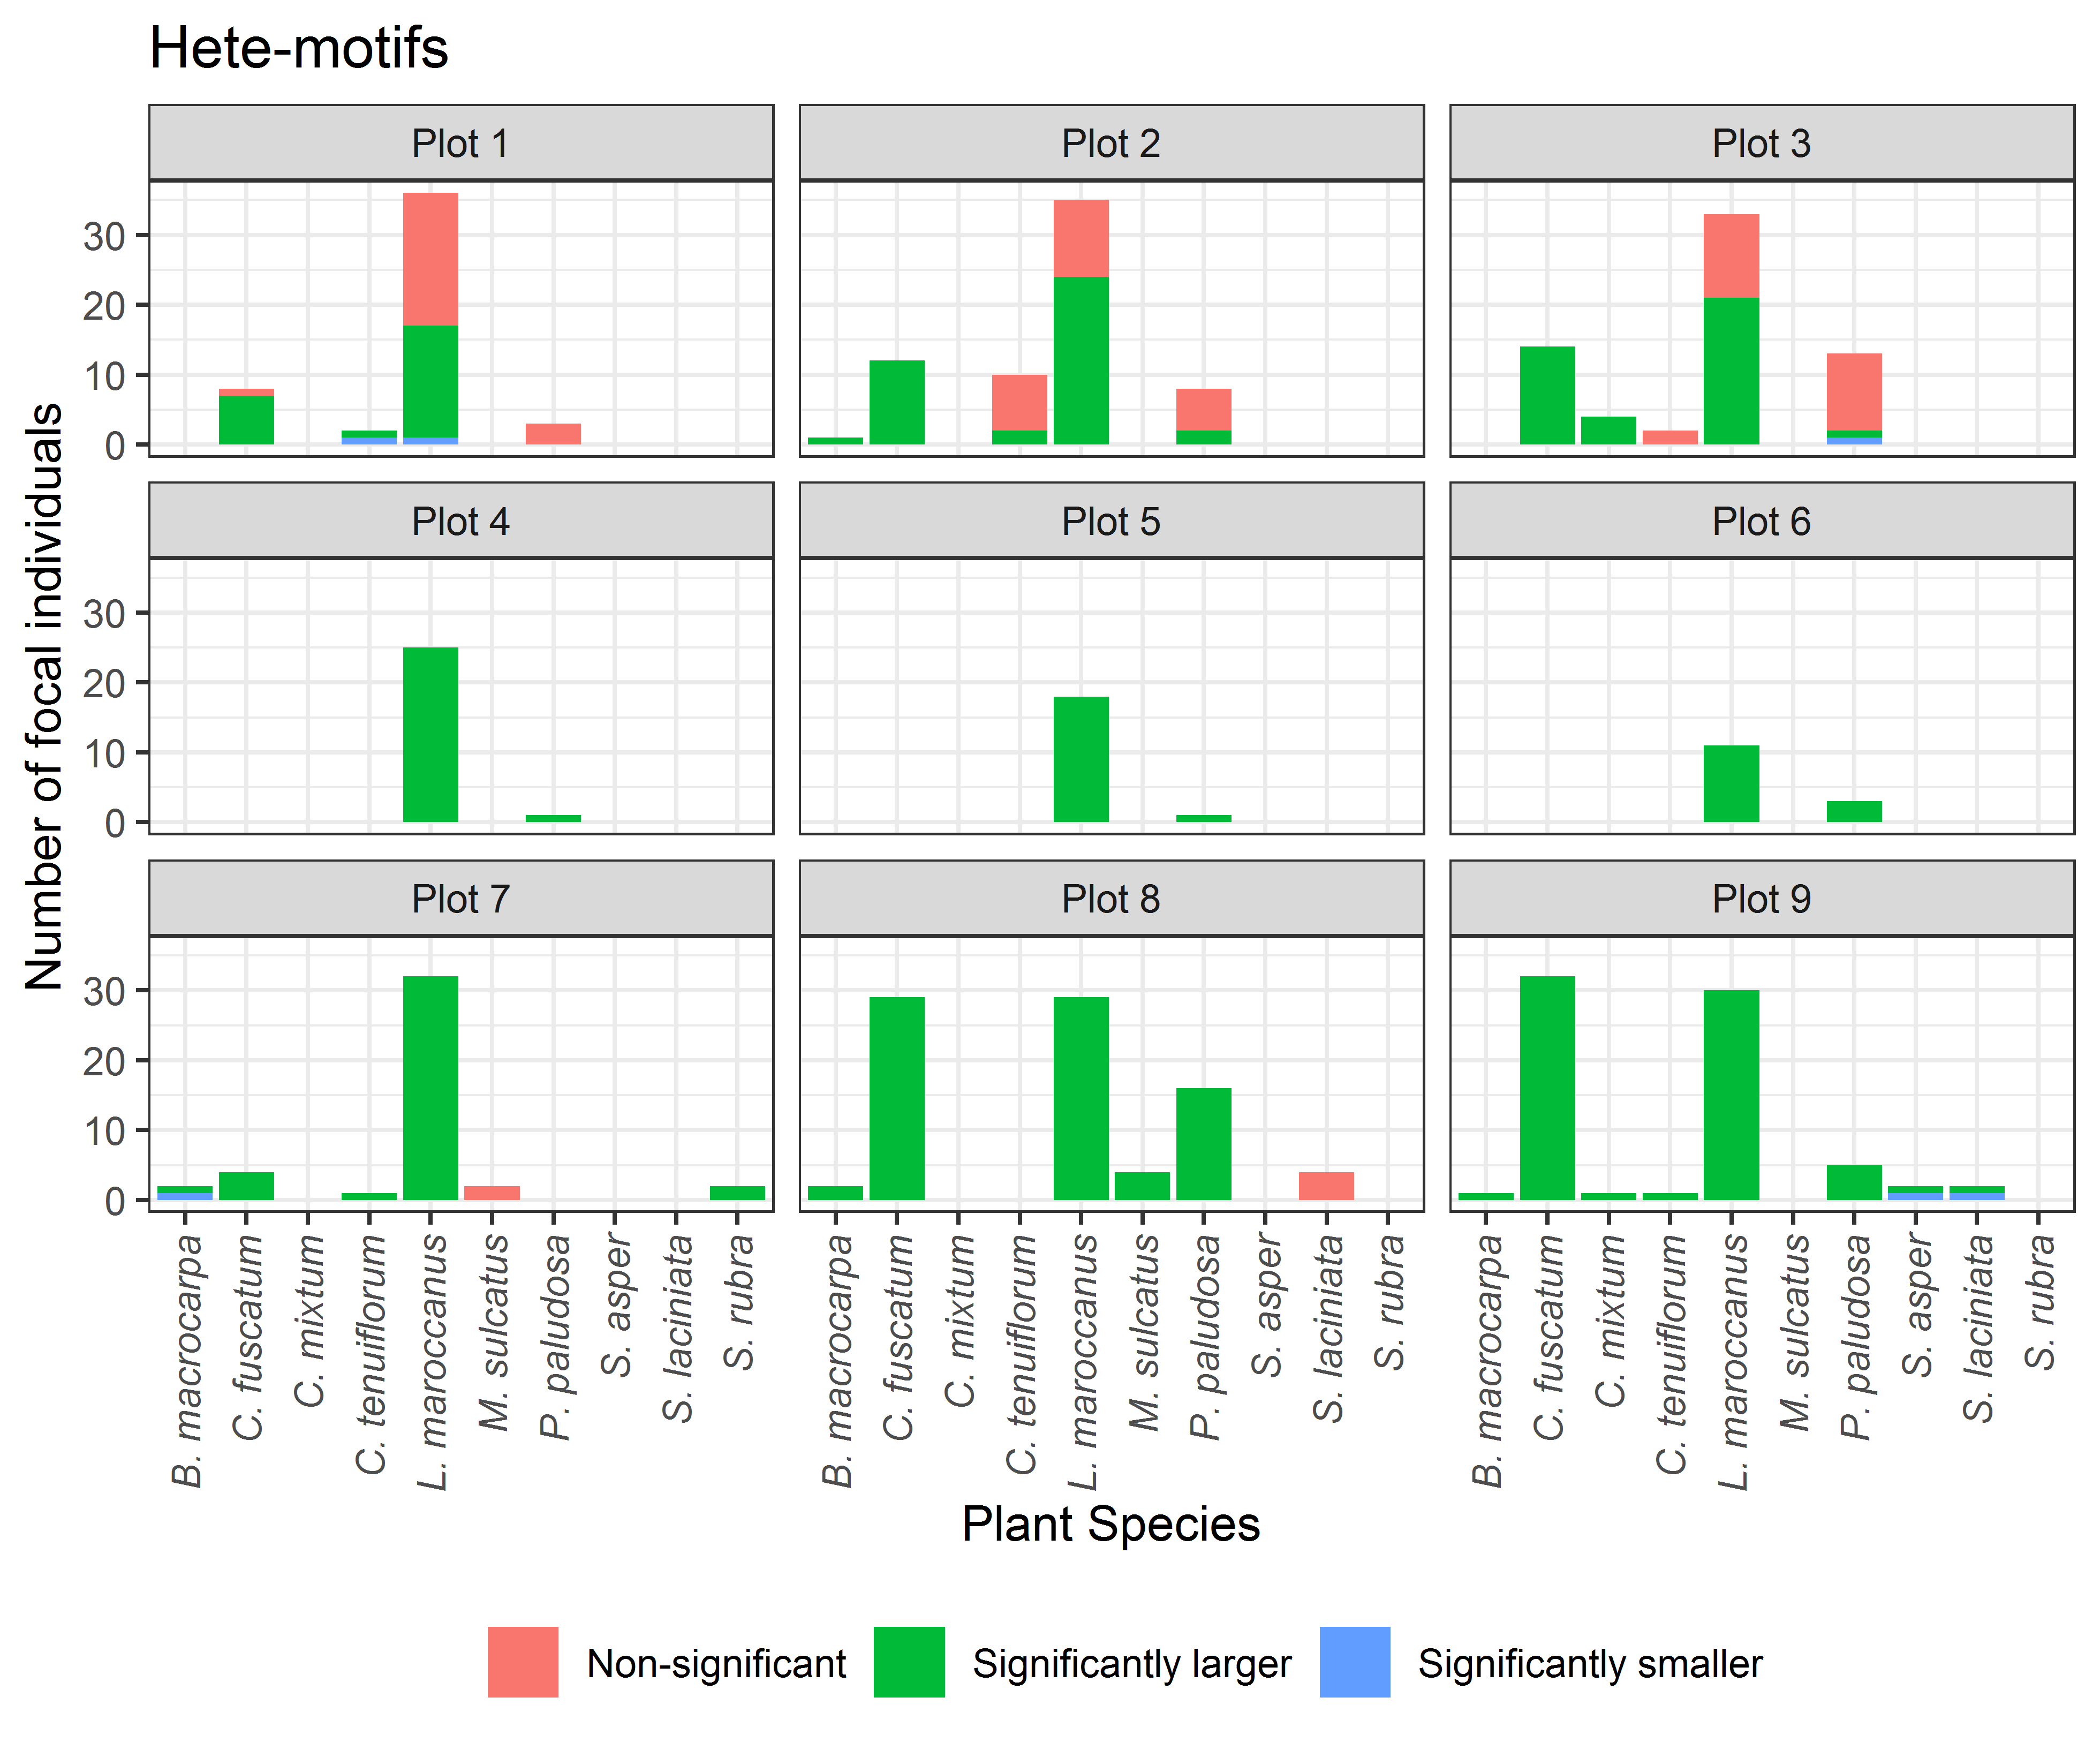 Hete-motifs
Plot 1 Plot 2 Plot 3
30
20
10
0
Plot 4 Plot 5 Plot 6
30
20
10
0
Plot 7 Plot 8 Plot 9
30
20
10
0
Number of focal individuals
B. macrocarpa C. fuscatum C. mixtum C. tenuiflorum L. maroccanus M. sulcatus P. paludosa S. asper S. laciniata S. rubra
B. macrocarpa C. fuscatum C. mixtum C. tenuiflorum L. maroccanus M. sulcatus P. paludosa S. asper S. laciniata S. rubra
B. macrocarpa C. fuscatum C. mixtum C. tenuiflorum L. maroccanus M. sulcatus P. paludosa S. asper S. laciniata S. rubra
Plant Species
Non-significant Significantly larger Significantly smaller